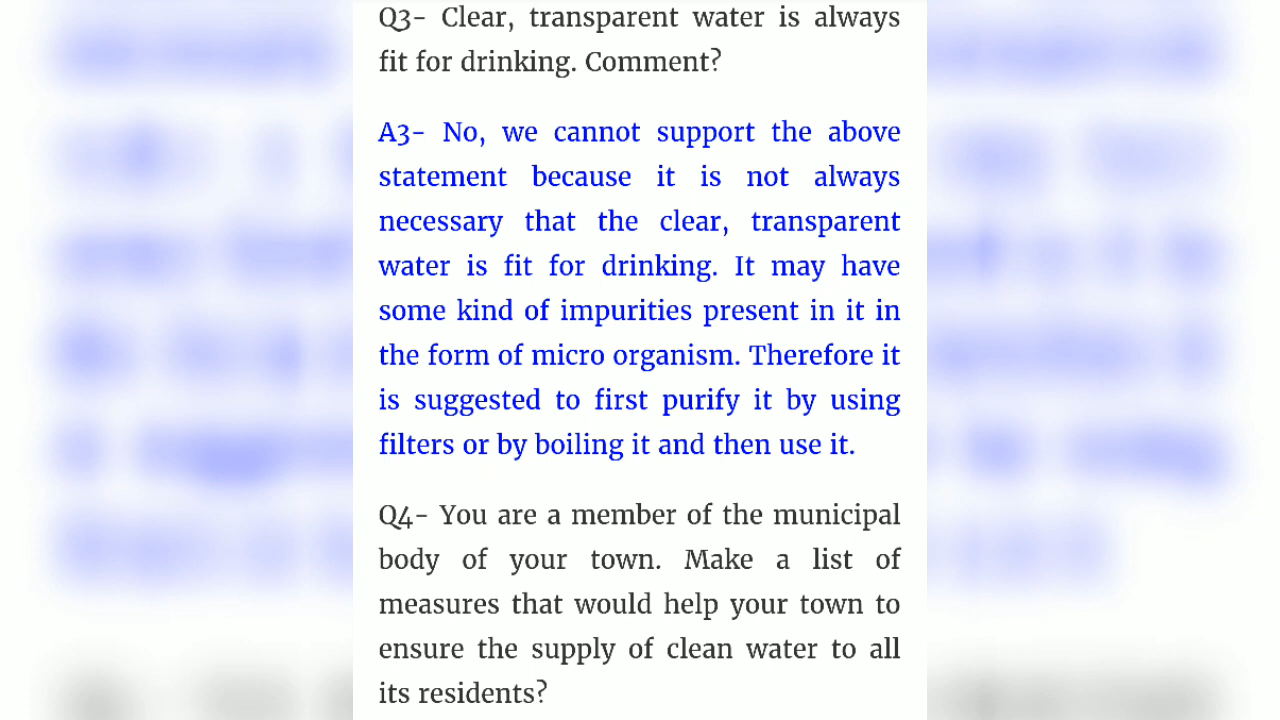 Q3- Clear, transparent water is always
fit for drinking. Comment?
A3- No, we cannot support the above
statement because it is not always
necessary that the clear, transparent
water is fit for drinking. It may have
some kind of impurities present in it in
the form of micro organism. Therefore it
is suggested to first purify it by using
filters or by boiling it and then use it.
Q4- You are a member of the municipal
body of your town. Make a list of
measures that would help your town to
ensure the supply of clean water to all
its residents?